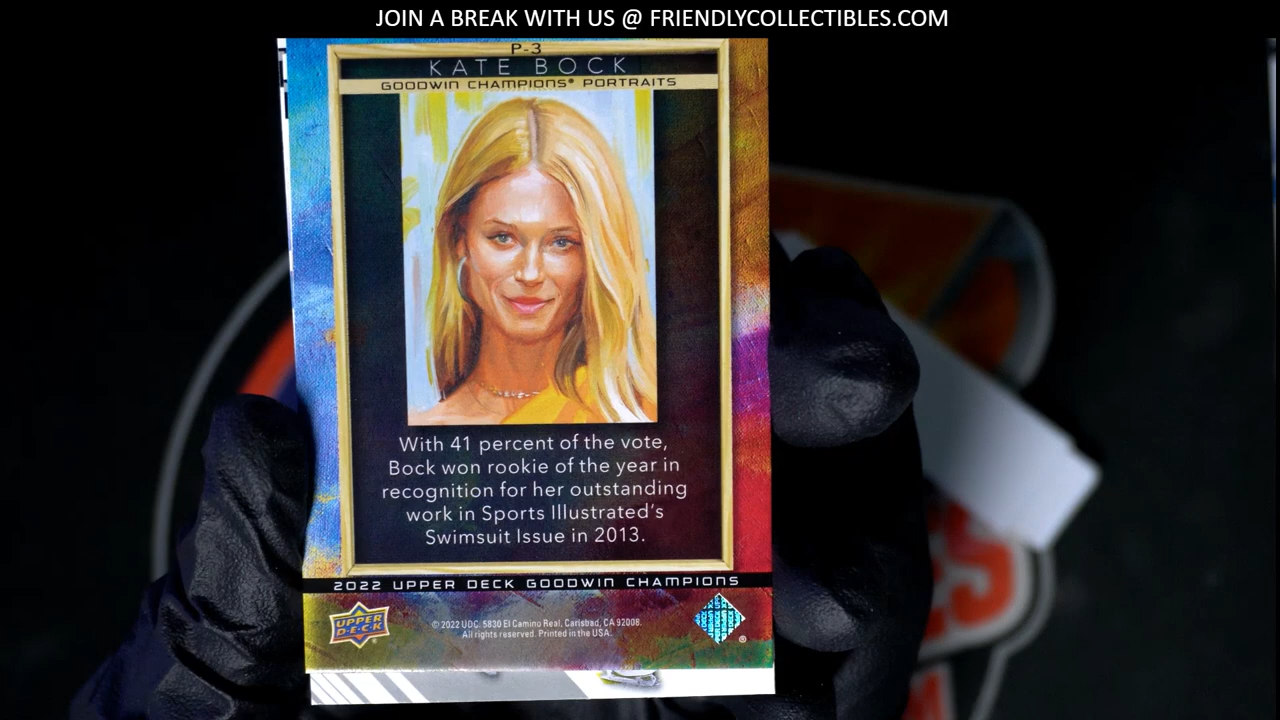 JOIN A BREAK WITH US @ FRIENDLYCOLLECTIBLES.COM
P-3
KATE BOCK
GOODWIN CHAMPIONS® PORTRAITS
With 41 percent of the vote,
Bock won rookie of the year in
recognition for her outstanding
work in Sports Illustrated's
Swimsuit Issue in 2013.
2022 UPPER DECK GOODWIN CHAMPIONS
UPPER
D•E•C•K
© 2022 UDC. 5830 El Camino Real, Carlsbad, CA 92008.
All rights reserved. Printed in the USA.
®